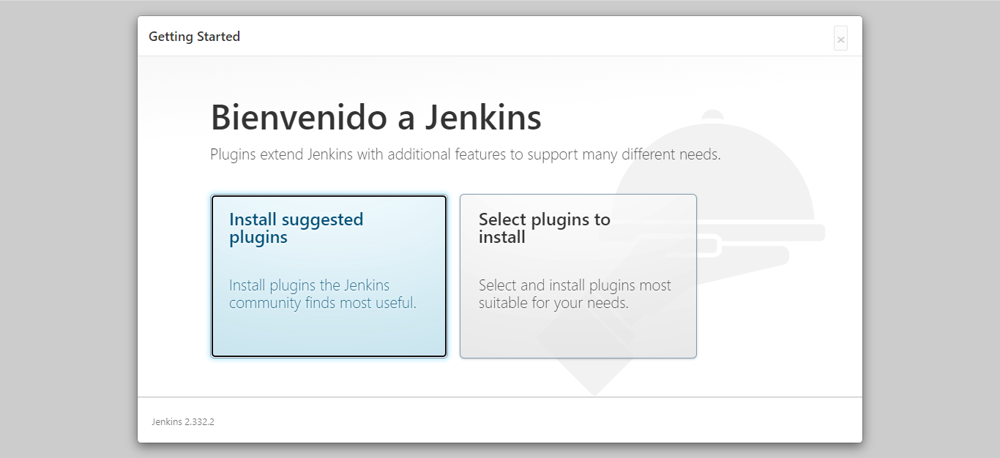 Getting Started
×
Bienvenido a Jenkins
Plugins extend Jenkins with additional features to support many different needs.
Install suggested
plugins
Install plugins the Jenkins
community finds most useful.
Select plugins to
install
Select and install plugins most
suitable for your needs.
Jenkins 2.332.2